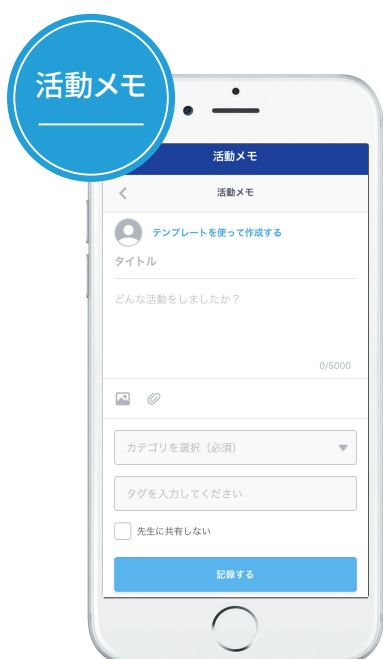 活動メモ
活動メモ
活動メモ
テンプレートを使って作成する
タイトル
どんな活動をしましたか？
0/5000
カテゴリを選択（必須）
タグを入力してください
先生に共有しない
記録する